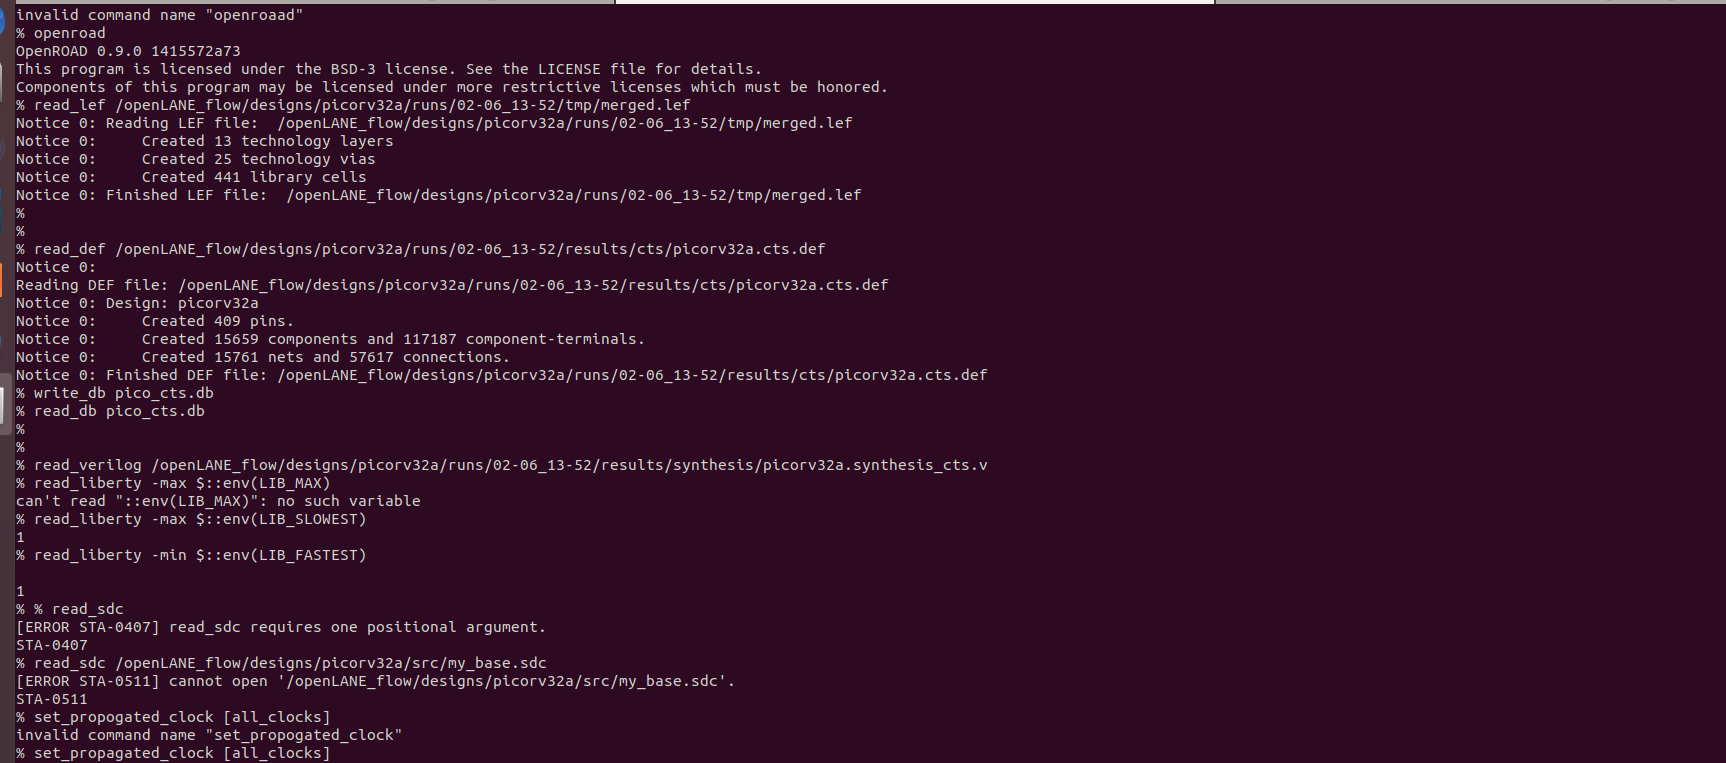 invalid command name "openroaad"
% openroad
OpenROAD 0.9.0 1415572a73
This program is licensed under the BSD-3 license. See the LICENSE file for details.
Components of this program may be licensed under more restrictive licenses which must be honored.
% read_lef /openLANE_flow/designs/picorv32a/runs/02-06_13-52/tmp/merged.lef
Notice 0: Reading LEF file:  /openLANE_flow/designs/picorv32a/runs/02-06_13-52/tmp/merged.lef
Notice 0:     Created 13 technology layers
Notice 0:     Created 25 technology vias
Notice 0:     Created 441 library cells
Notice 0: Finished LEF file:  /openLANE_flow/designs/picorv32a/runs/02-06_13-52/tmp/merged.lef
%
%
% read_def /openLANE_flow/designs/picorv32a/runs/02-06_13-52/results/cts/picorv32a.cts.def
Notice 0:
Reading DEF file: /openLANE_flow/designs/picorv32a/runs/02-06_13-52/results/cts/picorv32a.cts.def
Notice 0: Design: picorv32a
Notice 0:     Created 409 pins.
Notice 0:     Created 15659 components and 117187 component-terminals.
Notice 0:     Created 15761 nets and 57617 connections.
Notice 0: Finished DEF file: /openLANE_flow/designs/picorv32a/runs/02-06_13-52/results/cts/picorv32a.cts.def
% write_db pico_cts.db
% read_db pico_cts.db
%
%
% read_verilog /openLANE_flow/designs/picorv32a/runs/02-06_13-52/results/synthesis/picorv32a.synthesis_cts.v
% read_liberty -max $::env(LIB_MAX)
can't read "::env(LIB_MAX)": no such variable
% read_liberty -max $::env(LIB_SLOWEST)
1
% read_liberty -min $::env(LIB_FASTEST)
1
% % read_sdc
[ERROR STA-0407] read_sdc requires one positional argument.
STA-0407
% read_sdc /openLANE_flow/designs/picorv32a/src/my_base.sdc
[ERROR STA-0511] cannot open '/openLANE_flow/designs/picorv32a/src/my_base.sdc'.
STA-0511
% set_propogated_clock [all_clocks]
invalid command name "set_propogated_clock"
% set_propagated_clock [all_clocks]